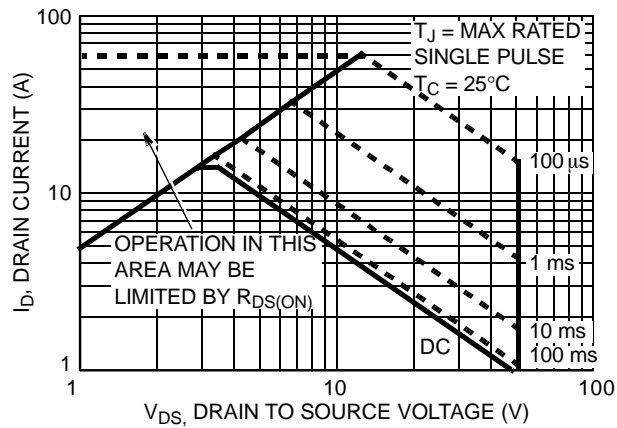 100
T_J = MAX RATED
SINGLE PULSE
T_C = 25°C
I_D, DRAIN CURRENT (A)
10
100 µs
OPERATION IN THIS
AREA MAY BE
LIMITED BY R_DS(ON)
1 ms
10 ms
DC
100 ms
1
1
10
100
V_DS, DRAIN TO SOURCE VOLTAGE (V)